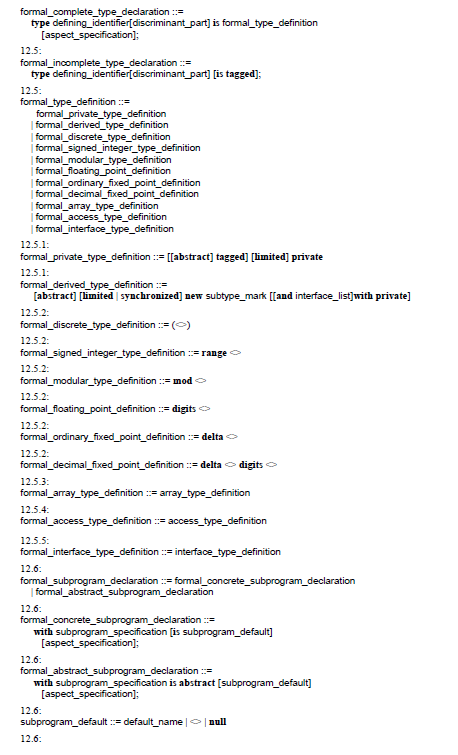 formal_complete_type_declaration ::=
type defining_identifier[discriminant_part] is formal_type_definition
[aspect_specification];
12.5:
formal_incomplete_type_declaration ::=
type defining_identifier[discriminant_part] [is tagged];
12.5:
formal_type_definition ::=
formal_private_type_definition
| formal_derived_type_definition
| formal_discrete_type_definition
| formal_signed_integer_type_definition
| formal_modular_type_definition
| formal_floating_point_definition
| formal_ordinary_fixed_point_definition
| formal_decimal_fixed_point_definition
| formal_array_type_definition
| formal_access_type_definition
| formal_interface_type_definition
12.5.1:
formal_private_type_definition ::= [[abstract] tagged] [limited] private
12.5.1:
formal_derived_type_definition ::=
[abstract] [limited | synchronized] new subtype_mark [[and interface_list]with private]
12.5.2:
formal_discrete_type_definition ::= (<>)
12.5.2:
formal_signed_integer_type_definition ::= range <>
12.5.2:
formal_modular_type_definition ::= mod <>
12.5.2:
formal_floating_point_definition ::= digits <>
12.5.2:
formal_ordinary_fixed_point_definition ::= delta <>
12.5.2:
formal_decimal_fixed_point_definition ::= delta <> digits <>
12.5.3:
formal_array_type_definition ::= array_type_definition
12.5.4:
formal_access_type_definition ::= access_type_definition
12.5.5:
formal_interface_type_definition ::= interface_type_definition
12.6:
formal_subprogram_declaration ::= formal_concrete_subprogram_declaration
| formal_abstract_subprogram_declaration
12.6:
formal_concrete_subprogram_declaration ::=
with subprogram_specification [is subprogram_default]
[aspect_specification];
12.6:
formal_abstract_subprogram_declaration ::=
with subprogram_specification is abstract [subprogram_default]
[aspect_specification];
12.6:
subprogram_default ::= default_name | <> | null
12.6: